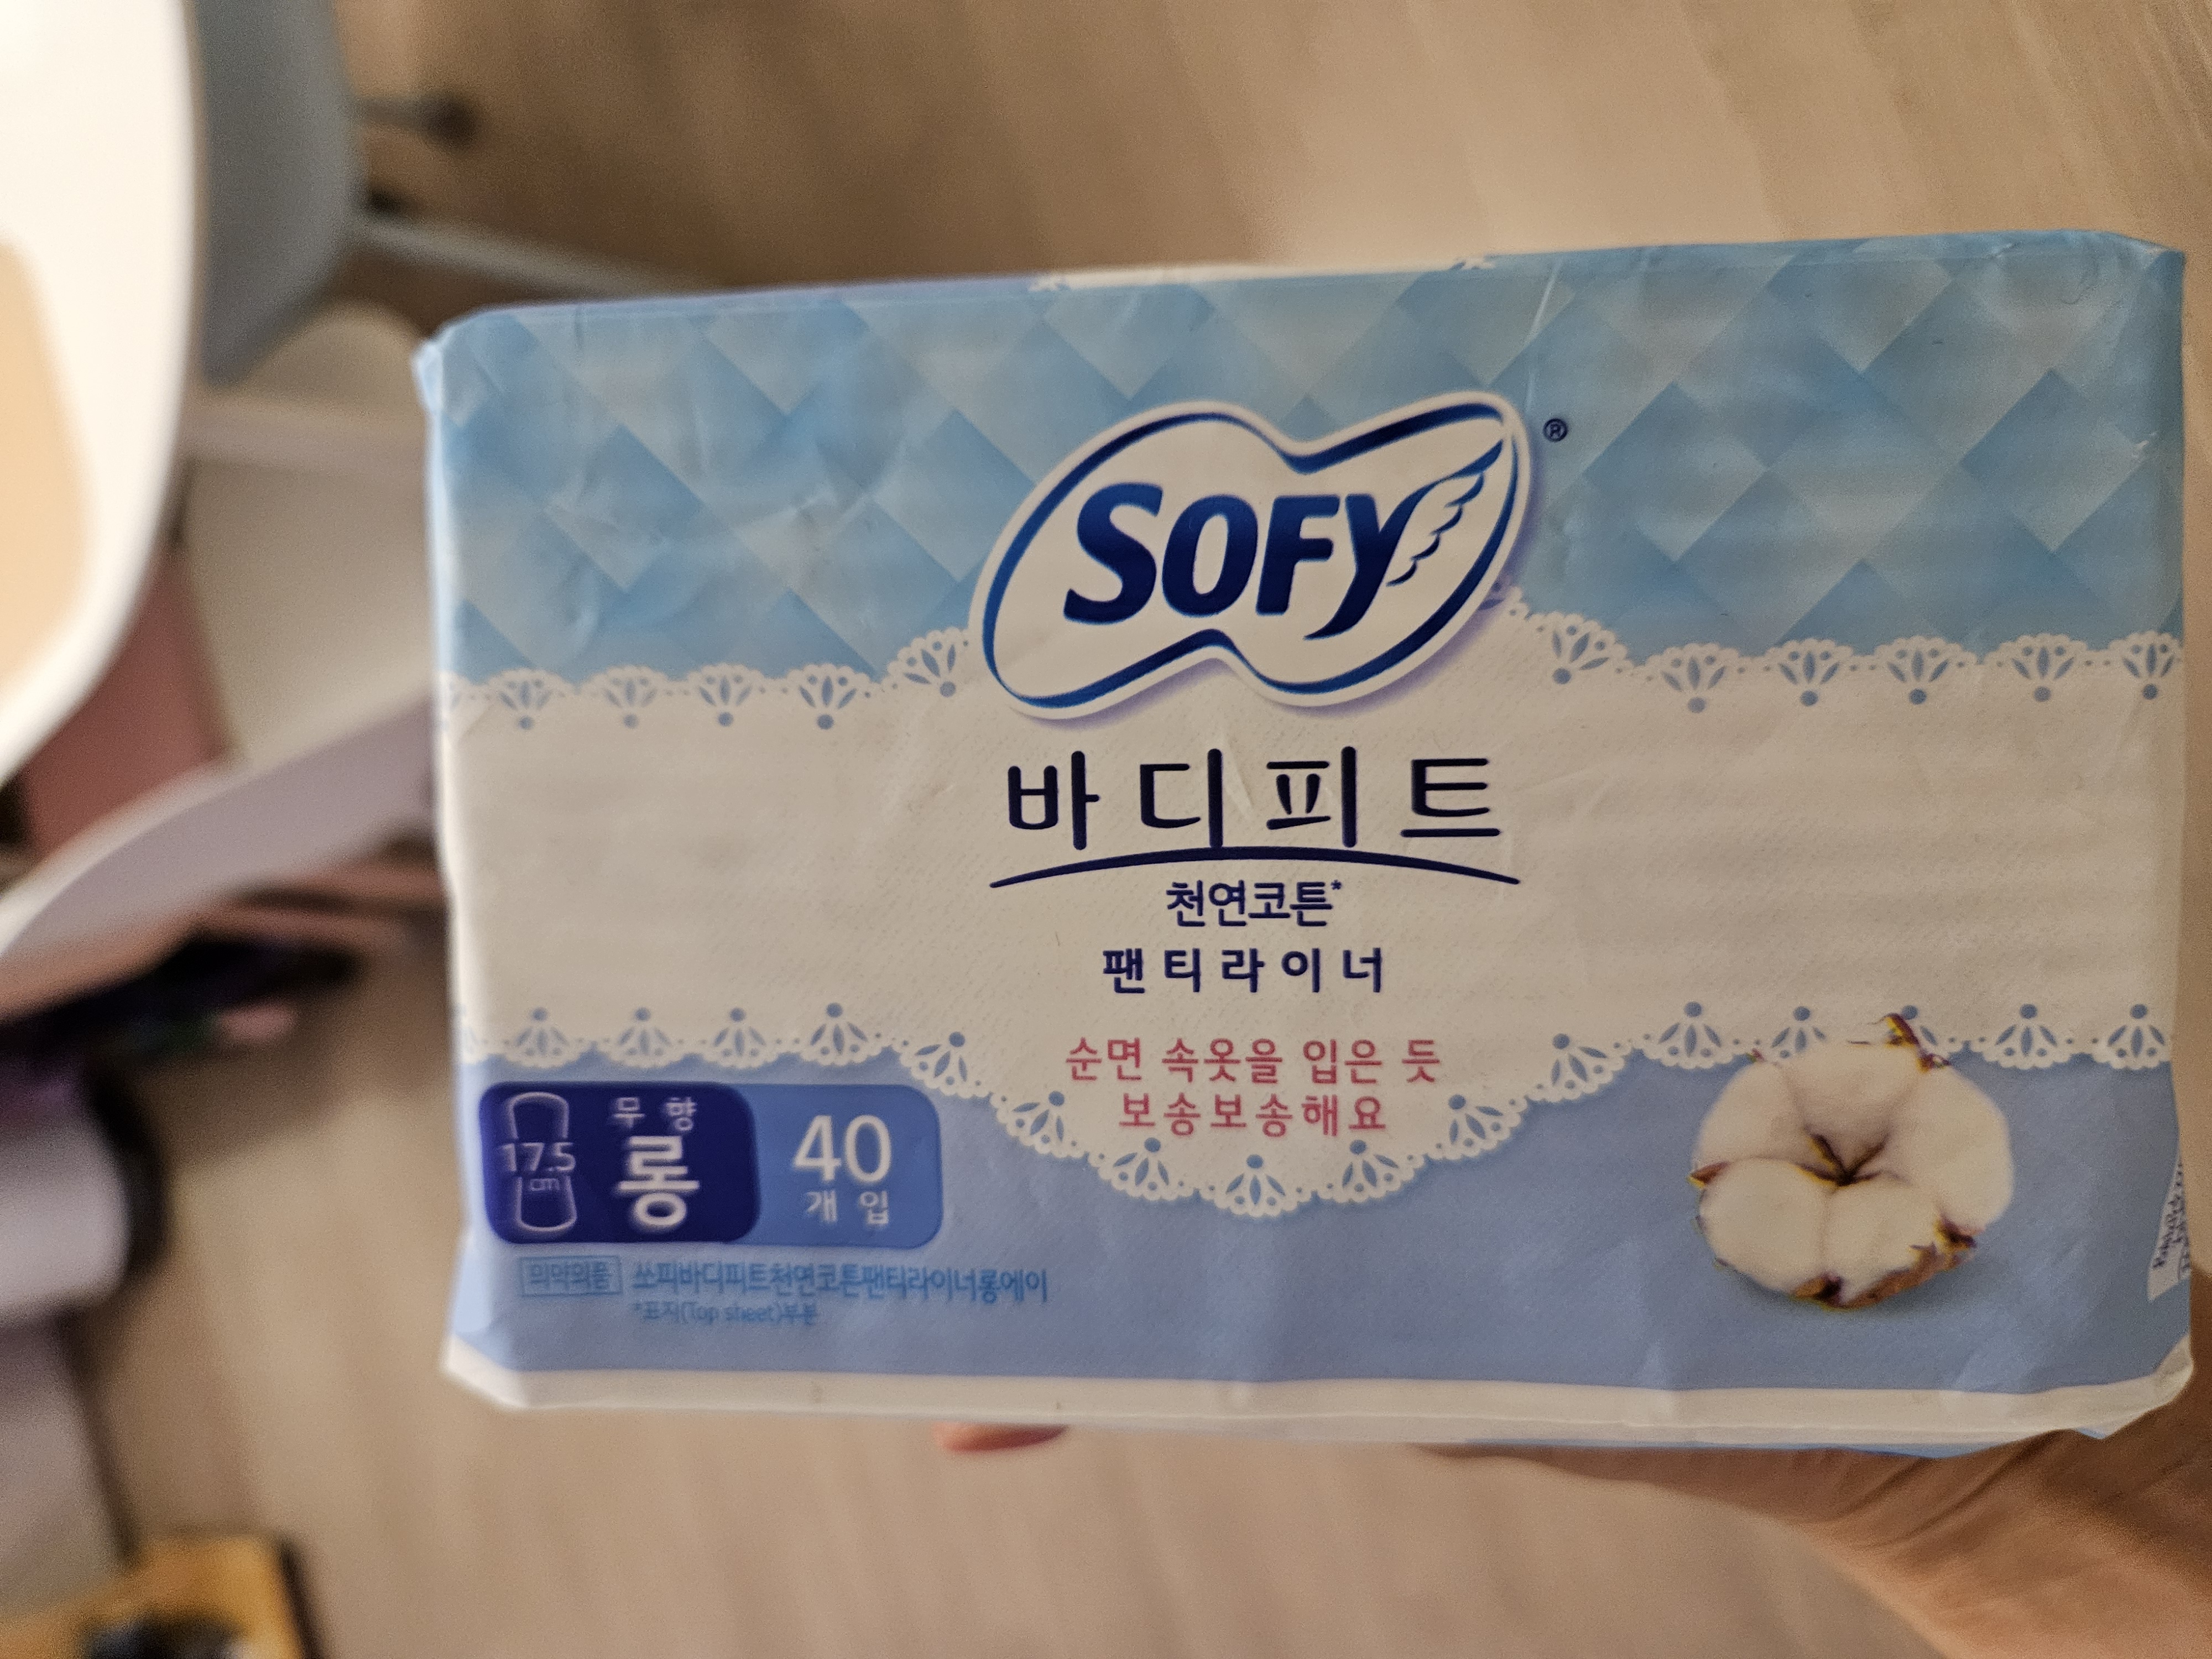 SOFY®
바디피트
천연코튼*
팬티라이너
순면 속옷을 입은 듯
보송보송해요
17.5
cm
무향
롱
40
개입
의약외품 쏘피바디피트천연코튼팬티라이너롱에이
*표지(Top sheet)부분